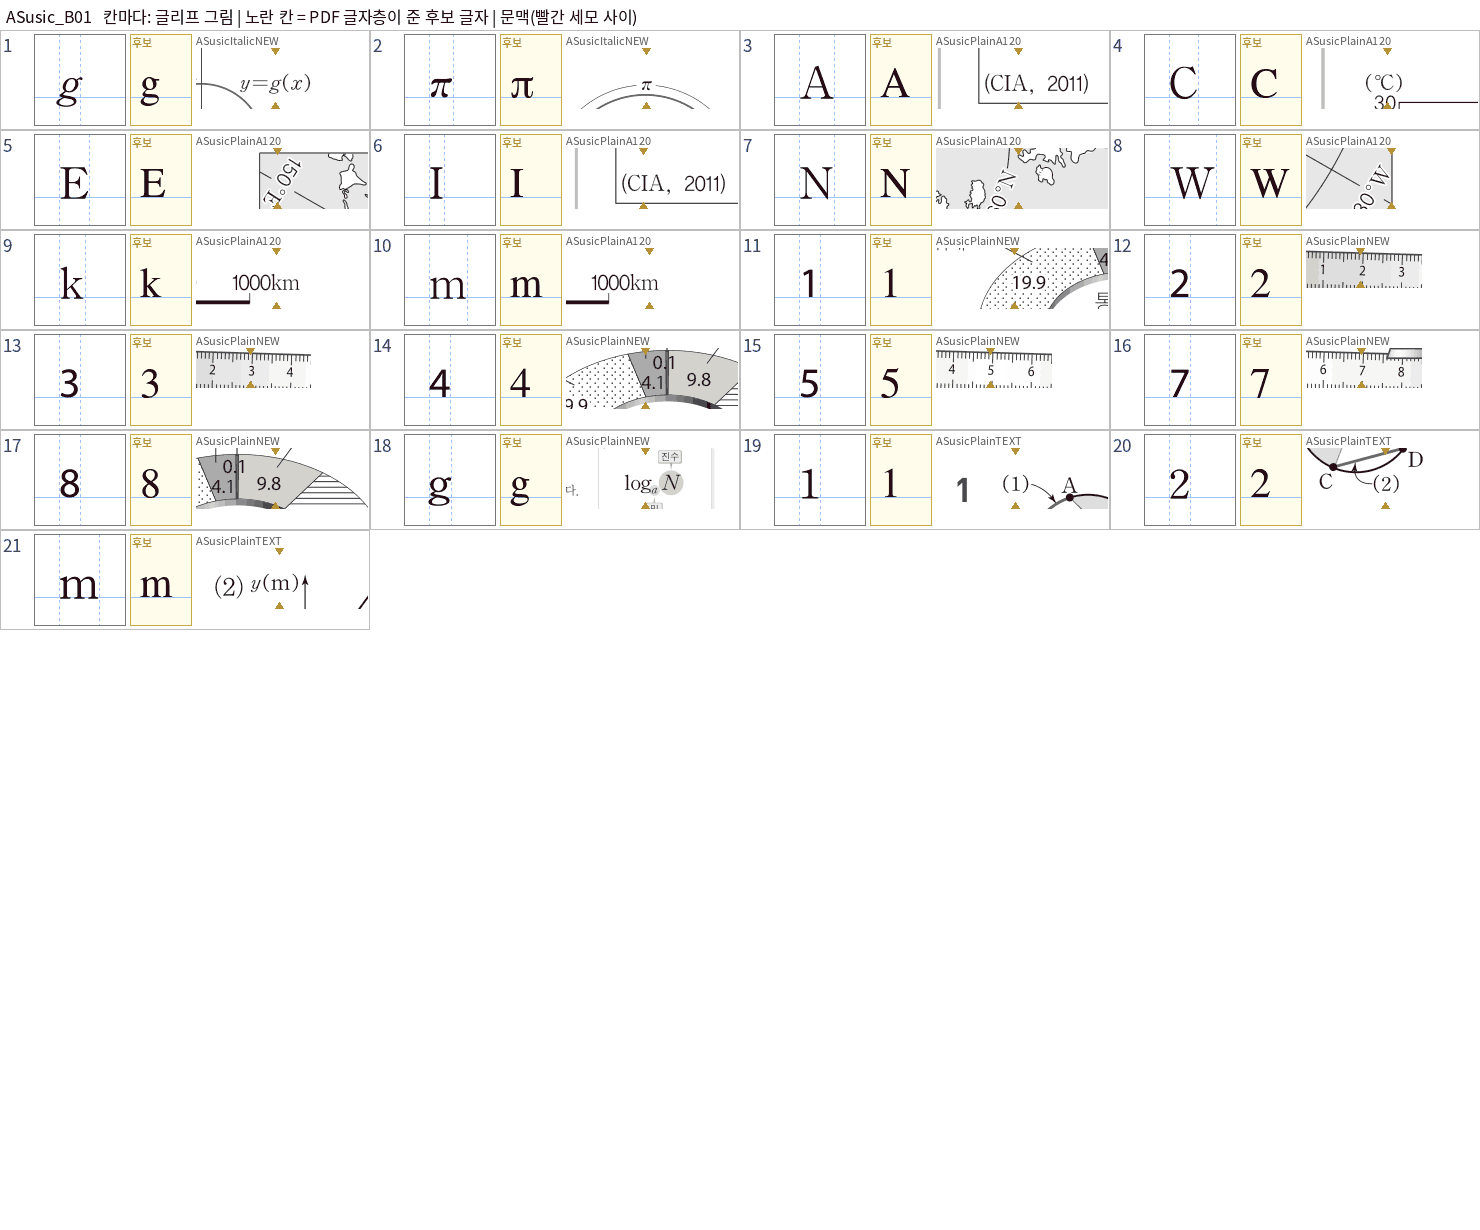 ASusic_B01 칸마다: 글리프 그림 | 노란 칸 = PDF 글자층이 준 후보 글자 | 문맥(빨간 세모 사이)
1 g 후보 g ASusicItalicNEW y=g(x)
2 π 후보 π ASusicItalicNEW π
3 A 후보 A ASusicPlainA120 (CIA, 2011)
4 C 후보 C ASusicPlainA120 (℃) 30
5 E 후보 E ASusicPlainA120 150°E
6 I 후보 I ASusicPlainA120 (CIA, 2011)
7 N 후보 N ASusicPlainA120 0°N
8 W 후보 W ASusicPlainA120 30°W
9 k 후보 k ASusicPlainA120 1000km
10 m 후보 m ASusicPlainA120 1000km
11 1 후보 1 ASusicPlainNEW 19.9 4
12 2 후보 2 ASusicPlainNEW 1 2 3
13 3 후보 3 ASusicPlainNEW 2 3 4
14 4 후보 4 ASusicPlainNEW 0.1 4.1 9.8 9.9
15 5 후보 5 ASusicPlainNEW 4 5 6
16 7 후보 7 ASusicPlainNEW 6 7 8
17 8 후보 8 ASusicPlainNEW 0.1 4.1 9.8
18 g 후보 g ASusicPlainNEW 다. 진수 logₐN 밑
19 1 후보 1 ASusicPlainTEXT 1 (1) A
20 2 후보 2 ASusicPlainTEXT C (2) D
21 m 후보 m ASusicPlainTEXT (2) y(m)